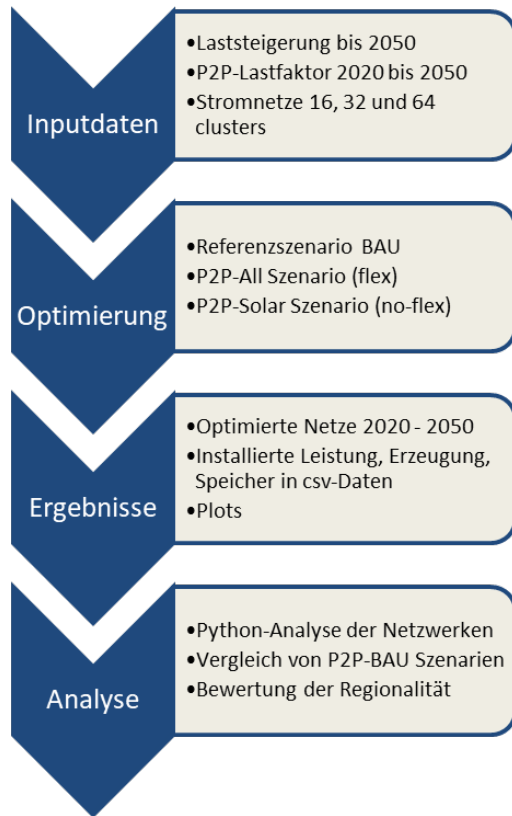 Inputdaten
•Laststeigerung bis 2050
•P2P-Lastfaktor 2020 bis 2050
•Stromnetze 16, 32 und 64
clusters
Optimierung
•Referenzszenario BAU
•P2P-All Szenario (flex)
•P2P-Solar Szenario (no-flex)
Ergebnisse
•Optimierte Netze 2020 - 2050
•Installierte Leistung, Erzeugung,
Speicher in csv-Daten
•Plots
Analyse
•Python-Analyse der Netzwerken
•Vergleich von P2P-BAU Szenarien
•Bewertung der Regionalität